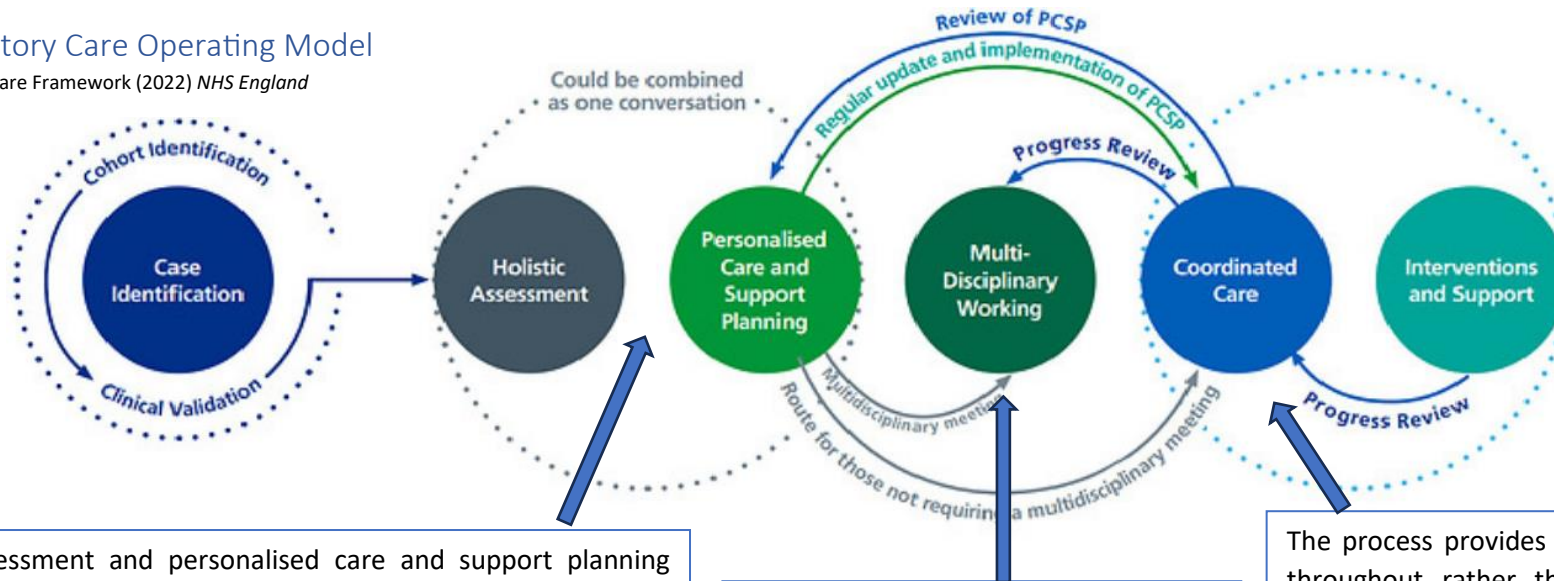 tory Care Operating Model
are Framework (2022) NHS England
Could be combined
as one conversation
Review of PCSP
Regular update and implementation of PCSP
Progress Review
Cohort Identification
Case
Identification
Clinical Validation
Holistic
Assessment
Personalised
Care and
Support
Planning
Multi-
Disciplinary
Working
Coordinated
Care
Interventions
and Support
Multidisciplinary meeting
Route for those not requiring a multidisciplinary meeting
Progress Review
essment and personalised care and support planning
The process provides
throughout rather th